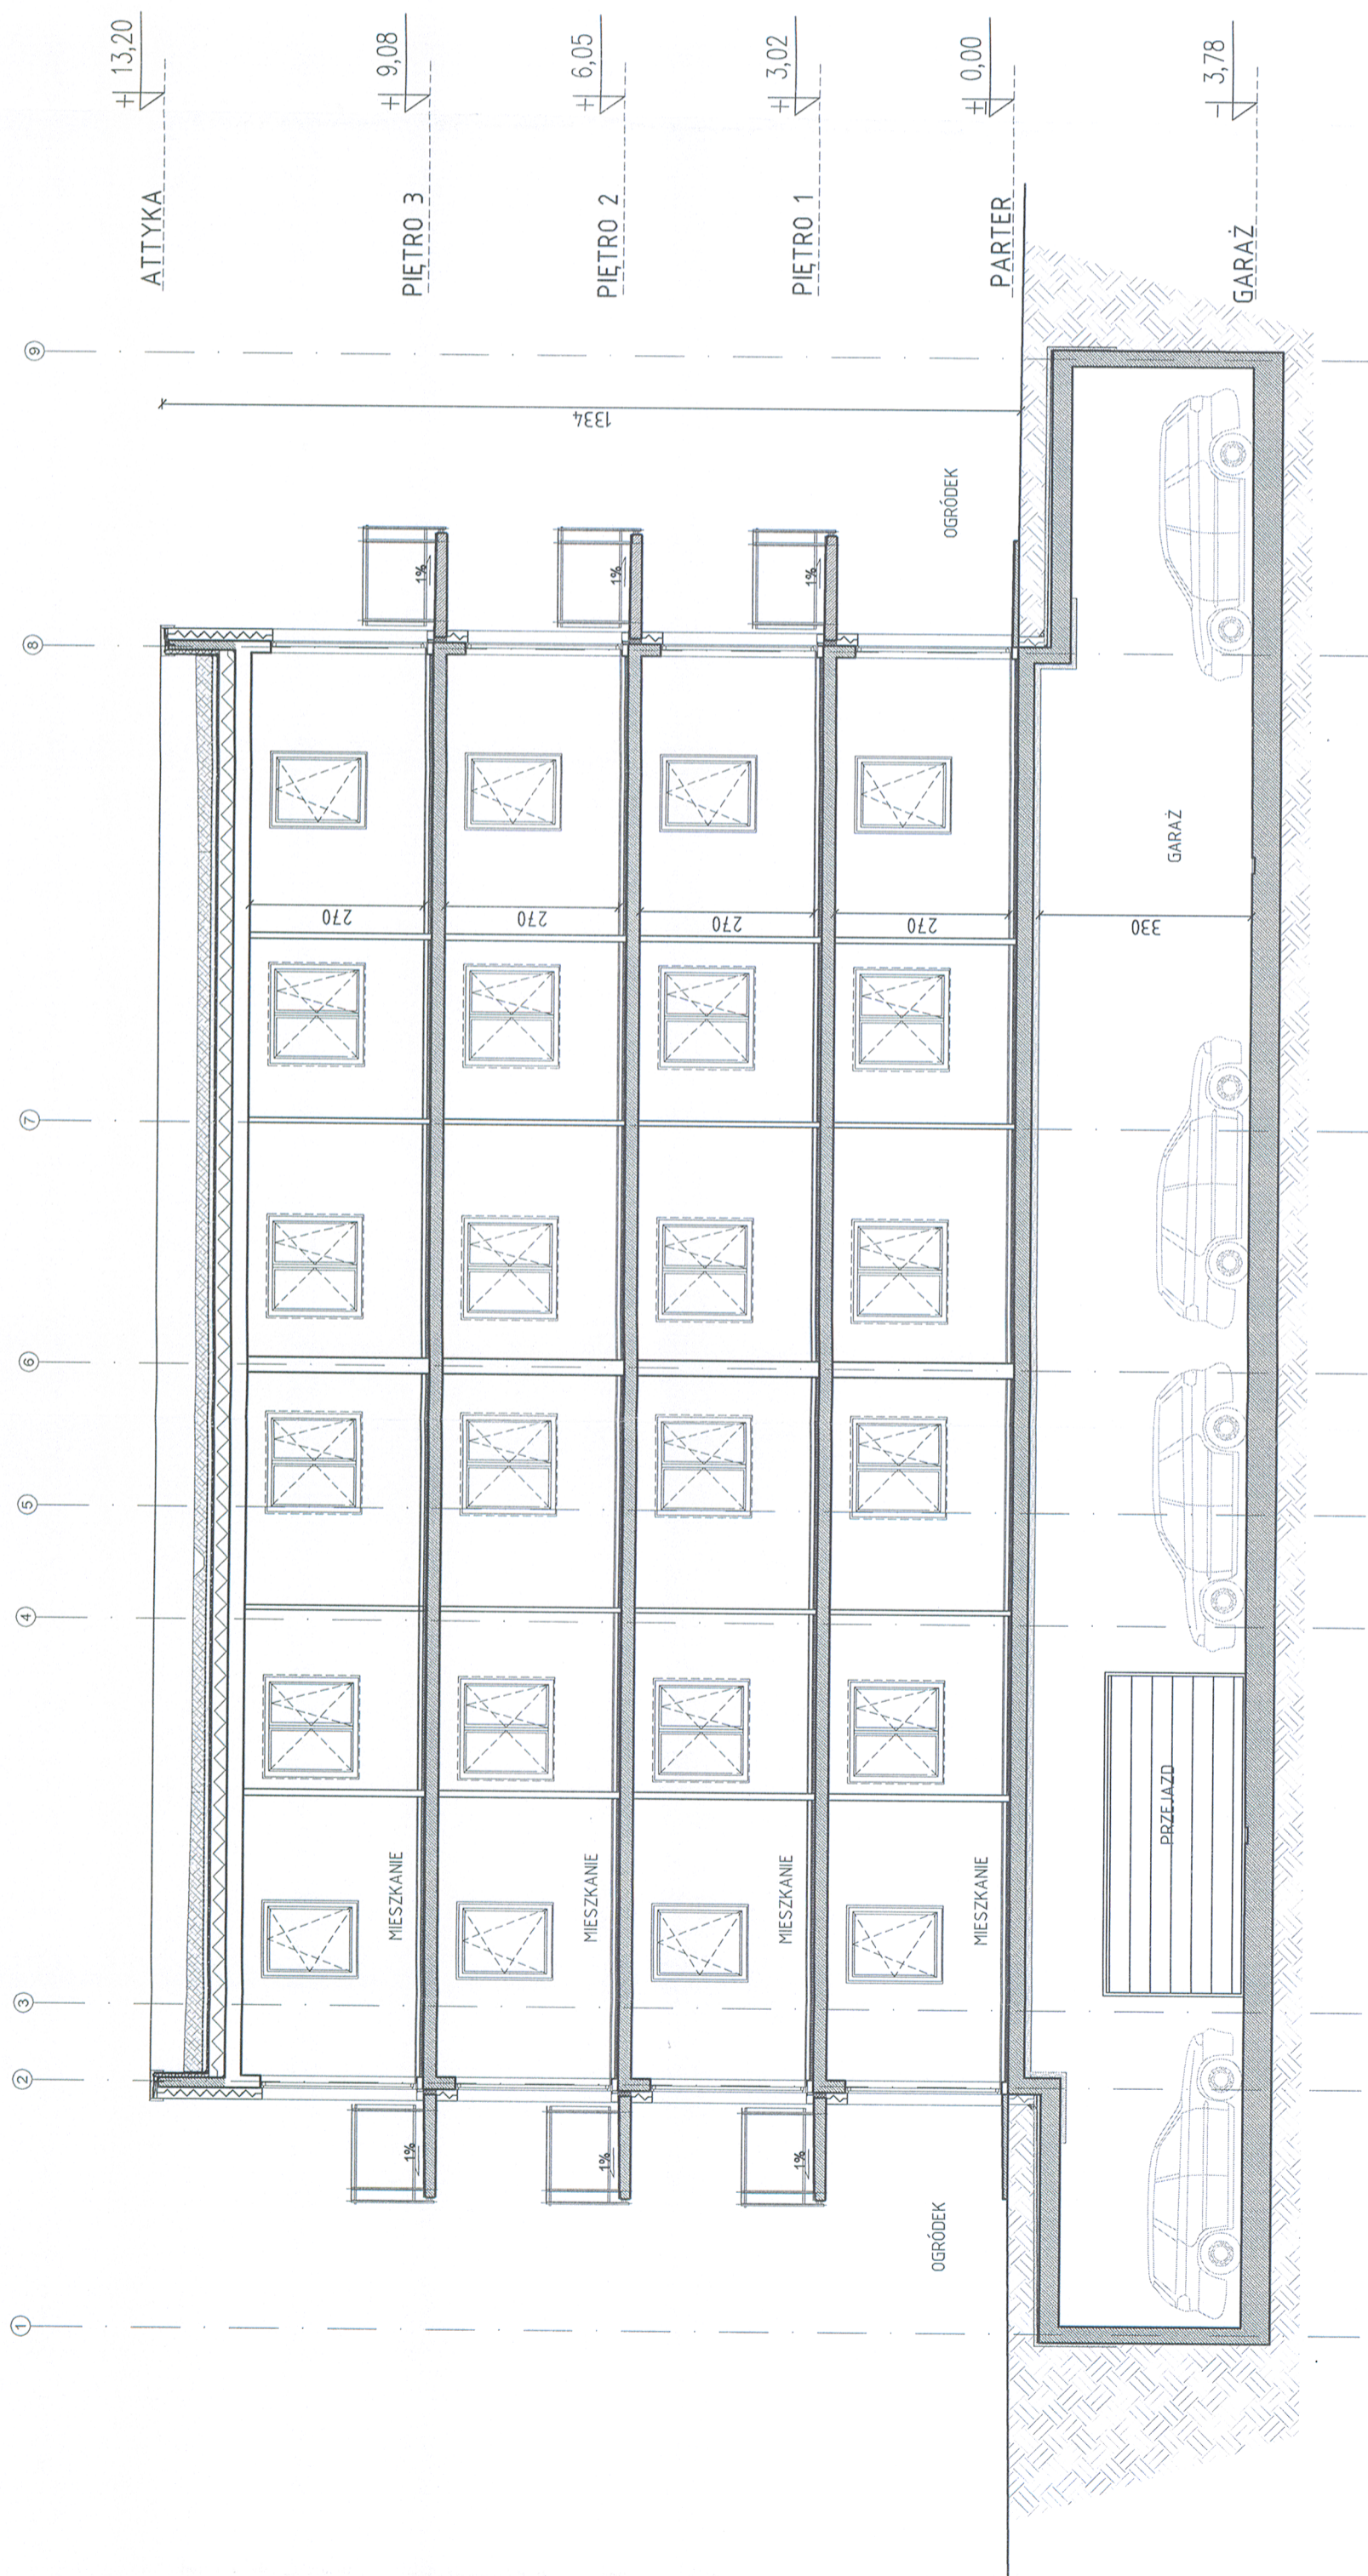 ATTYKA + 13,20
PIĘTRO 3 + 9,08
PIĘTRO 2 + 6,05
PIĘTRO 1 + 3,02
PARTER ± 0,00
GARAŻ + 3,78
1 2 3 4 5 6 7 8 9
1334
270
270
270
270
330
1%
1%
1%
1%
1%
1%
MIESZKANIE
MIESZKANIE
MIESZKANIE
MIESZKANIE
OGRÓDEK
OGRÓDEK
PRZEJAZD
GARAŻ